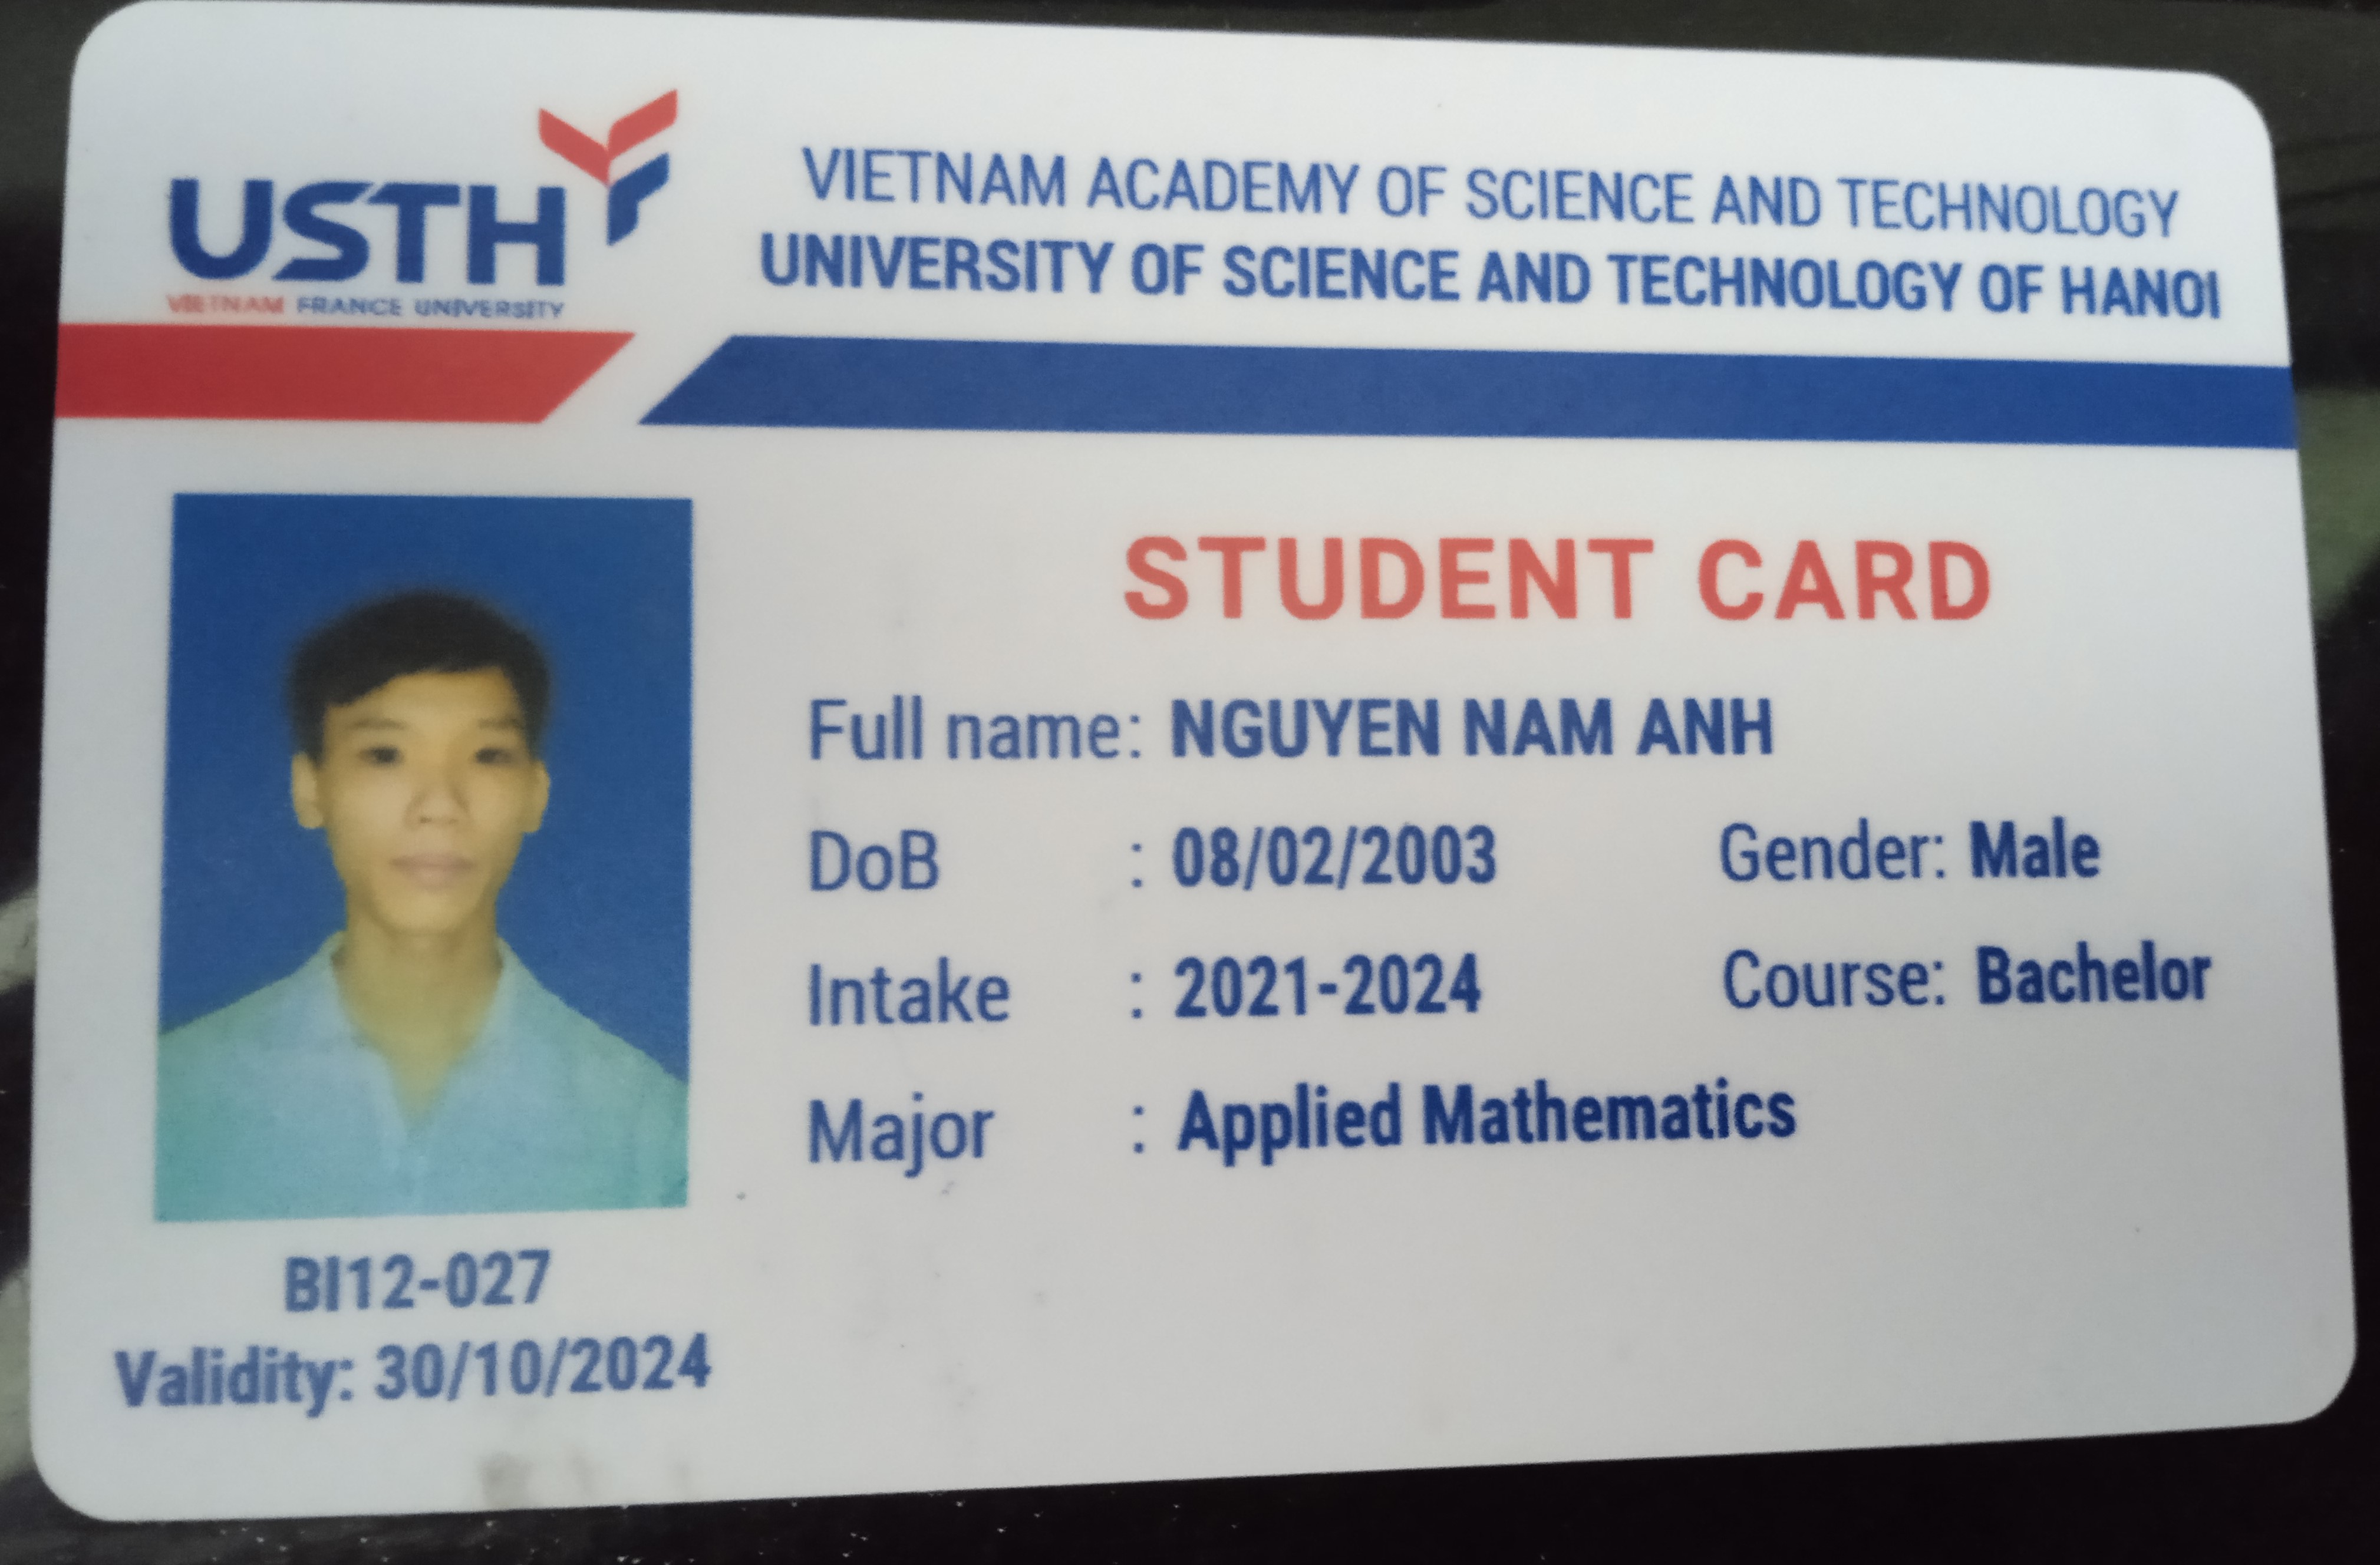 USTH
VIETNAM FRANCE UNIVERSITY
VIETNAM ACADEMY OF SCIENCE AND TECHNOLOGY
UNIVERSITY OF SCIENCE AND TECHNOLOGY OF HANOI
STUDENT CARD
Full name: NGUYEN NAM ANH
DoB : 08/02/2003 Gender: Male
Intake : 2021-2024 Course: Bachelor
Major : Applied Mathematics
BI12-027
Validity: 30/10/2024